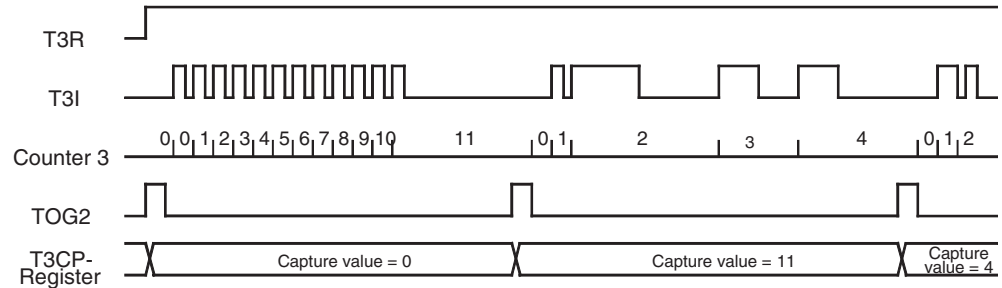 T3R
T3I
Counter 3
0 0 1 2 3 4 5 6 7 8 9 10 11 0 1 2 3 4 0 1 2
TOG2
T3CP-
Register
Capture value = 0
Capture value = 11
Capture
value = 4